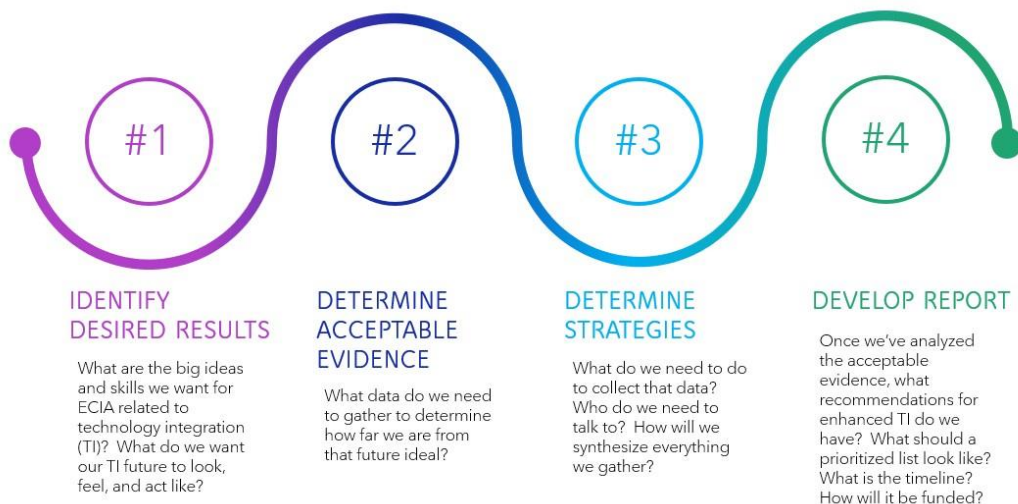 #1
#2
#3
#4
IDENTIFY
DESIRED RESULTS
What are the big ideas
and skills we want for
ECIA related to
technology integration
(TI)?  What do we want
our TI future to look,
feel, and act like?
DETERMINE
ACCEPTABLE
EVIDENCE
What data do we need
to gather to determine
how far we are from
that future ideal?
DETERMINE
STRATEGIES
What do we need to do
to collect that data?
Who do we need to
talk to?  How will we
synthesize everything
we gather?
DEVELOP REPORT
Once we've analyzed
the acceptable
evidence, what
recommendations for
enhanced TI do we
have?  What should a
prioritized list look like?
What is the timeline?
How will it be funded?